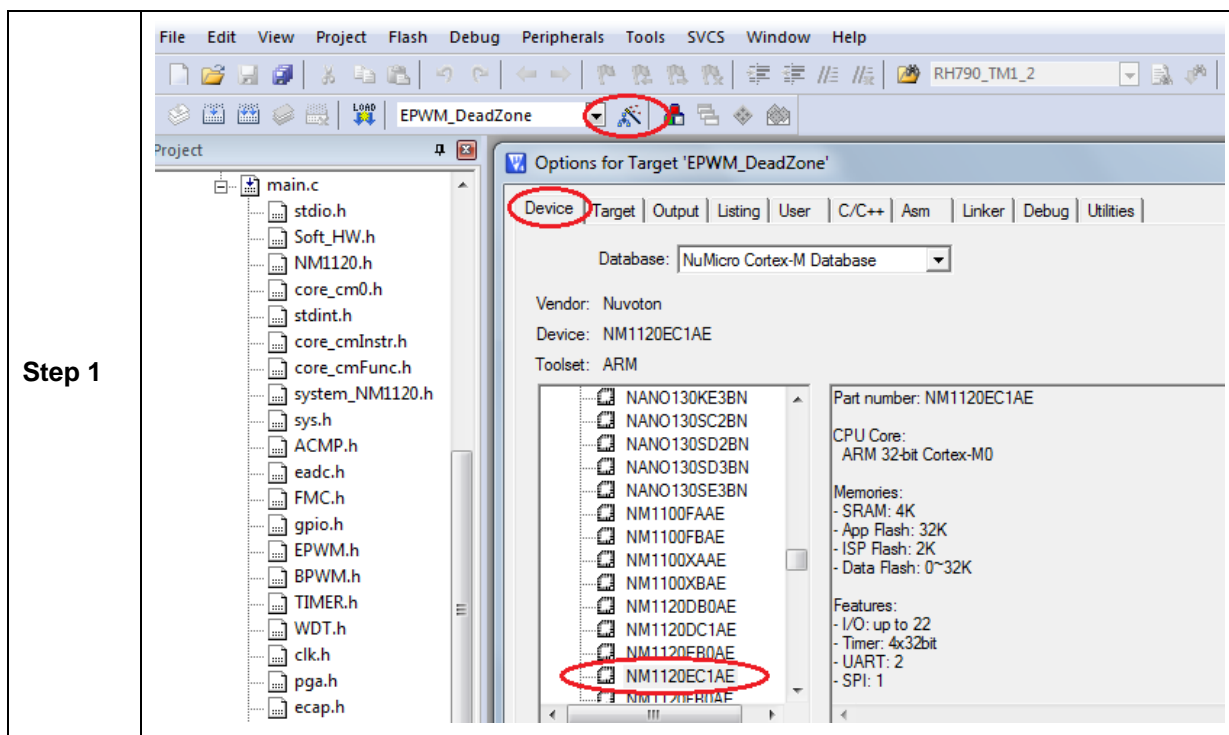 Step 1
File Edit View Project Flash Debug Peripherals Tools SVCS Window Help
RH790_TM1_2
LOAD
EPWM_DeadZone
Project
main.c
stdio.h
Soft_HW.h
NM1120.h
core_cm0.h
stdint.h
core_cmInstr.h
core_cmFunc.h
system_NM1120.h
sys.h
ACMP.h
eadc.h
FMC.h
gpio.h
EPWM.h
BPWM.h
TIMER.h
WDT.h
clk.h
pga.h
ecap.h
Options for Target 'EPWM_DeadZone'
Device Target Output Listing User C/C++ Asm Linker Debug Utilities
Database: NuMicro Cortex-M Database
Vendor: Nuvoton
Device: NM1120EC1AE
Toolset: ARM
NANO130KE3BN
NANO130SC2BN
NANO130SD2BN
NANO130SD3BN
NANO130SE3BN
NM1100FAAE
NM1100FBAE
NM1100XAAE
NM1100XBAE
NM1120DB0AE
NM1120DC1AE
NM1120EB0AE
NM1120EC1AE
Part number: NM1120EC1AE
CPU Core:
ARM 32-bit Cortex-M0
Memories:
- SRAM: 4K
- App Flash: 32K
- ISP Flash: 2K
- Data Flash: 0~32K
Features:
- I/O: up to 22
- Timer: 4x32bit
- UART: 2
- SPI: 1